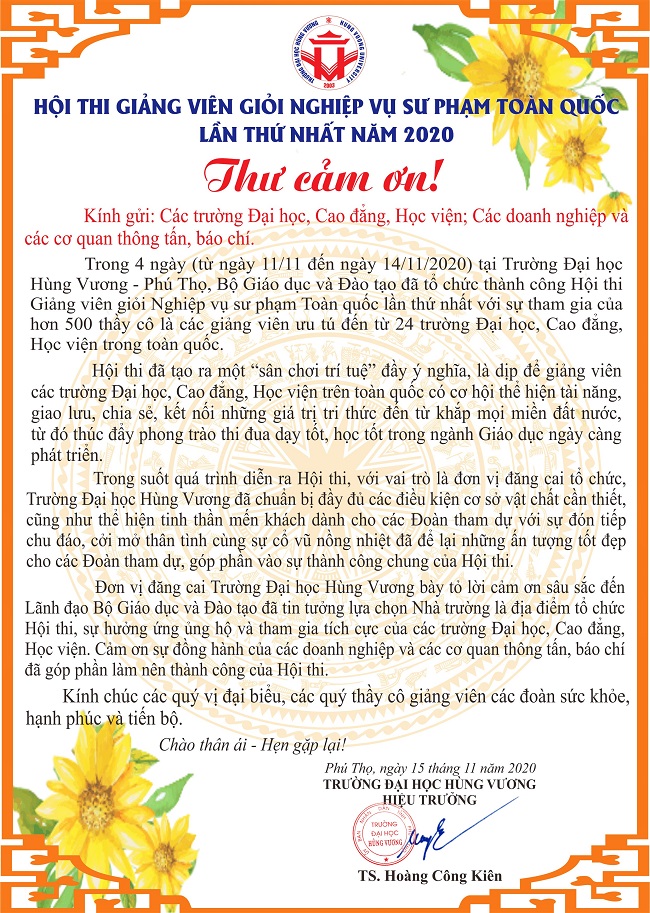 TRƯỜNG ĐẠI HỌC HÙNG VƯƠNG
HUNG VUONG UNIVERSITY
2003
HỘI THI GIẢNG VIÊN GIỎI NGHIỆP VỤ SƯ PHẠM TOÀN QUỐC
LẦN THỨ NHẤT NĂM 2020
Thư cảm ơn!
Kính gửi: Các trường Đại học, Cao đẳng, Học viện; Các doanh nghiệp và
các cơ quan thông tấn, báo chí.
Trong 4 ngày (từ ngày 11/11 đến ngày 14/11/2020) tại Trường Đại học
Hùng Vương - Phú Thọ, Bộ Giáo dục và Đào tạo đã tổ chức thành công Hội thi
Giảng viên giỏi Nghiệp vụ sư phạm Toàn quốc lần thứ nhất với sự tham gia của
hơn 500 thầy cô là các giảng viên ưu tú đến từ 24 trường Đại học, Cao đẳng,
Học viện trong toàn quốc.
Hội thi đã tạo ra một “sân chơi trí tuệ” đầy ý nghĩa, là dịp để giảng viên
các trường Đại học, Cao đẳng, Học viện trên toàn quốc có cơ hội thể hiện tài năng,
giao lưu, chia sẻ, kết nối những giá trị tri thức đến từ khắp mọi miền đất nước,
từ đó thúc đẩy phong trào thi đua dạy tốt, học tốt trong ngành Giáo dục ngày càng
phát triển.
Trong suốt quá trình diễn ra Hội thi, với vai trò là đơn vị đăng cai tổ chức,
Trường Đại học Hùng Vương đã chuẩn bị đầy đủ các điều kiện cơ sở vật chất cần thiết,
cũng như thể hiện tinh thần mến khách dành cho các Đoàn tham dự với sự đón tiếp
chu đáo, cởi mở thân tình cùng sự cổ vũ nồng nhiệt đã để lại những ấn tượng tốt đẹp
cho các Đoàn tham dự, góp phần vào sự thành công chung của Hội thi.
Đơn vị đăng cai Trường Đại học Hùng Vương bày tỏ lời cảm ơn sâu sắc đến
Lãnh đạo Bộ Giáo dục và Đào tạo đã tin tưởng lựa chọn Nhà trường là địa điểm tổ chức
Hội thi, sự hưởng ứng ủng hộ và tham gia tích cực của các trường Đại học, Cao đẳng,
Học viện. Cảm ơn sự đồng hành của các doanh nghiệp và các cơ quan thông tấn, báo chí
đã góp phần làm nên thành công của Hội thi.
Kính chúc các quý vị đại biểu, các quý thầy cô giảng viên các đoàn sức khỏe,
hạnh phúc và tiến bộ.
Chào thân ái - Hẹn gặp lại!
Phú Thọ, ngày 15 tháng 11 năm 2020
TRƯỜNG ĐẠI HỌC HÙNG VƯƠNG
HIỆU TRƯỞNG
TRƯỜNG
ĐẠI HỌC
HÙNG VƯƠNG
TS. Hoàng Công Kiên